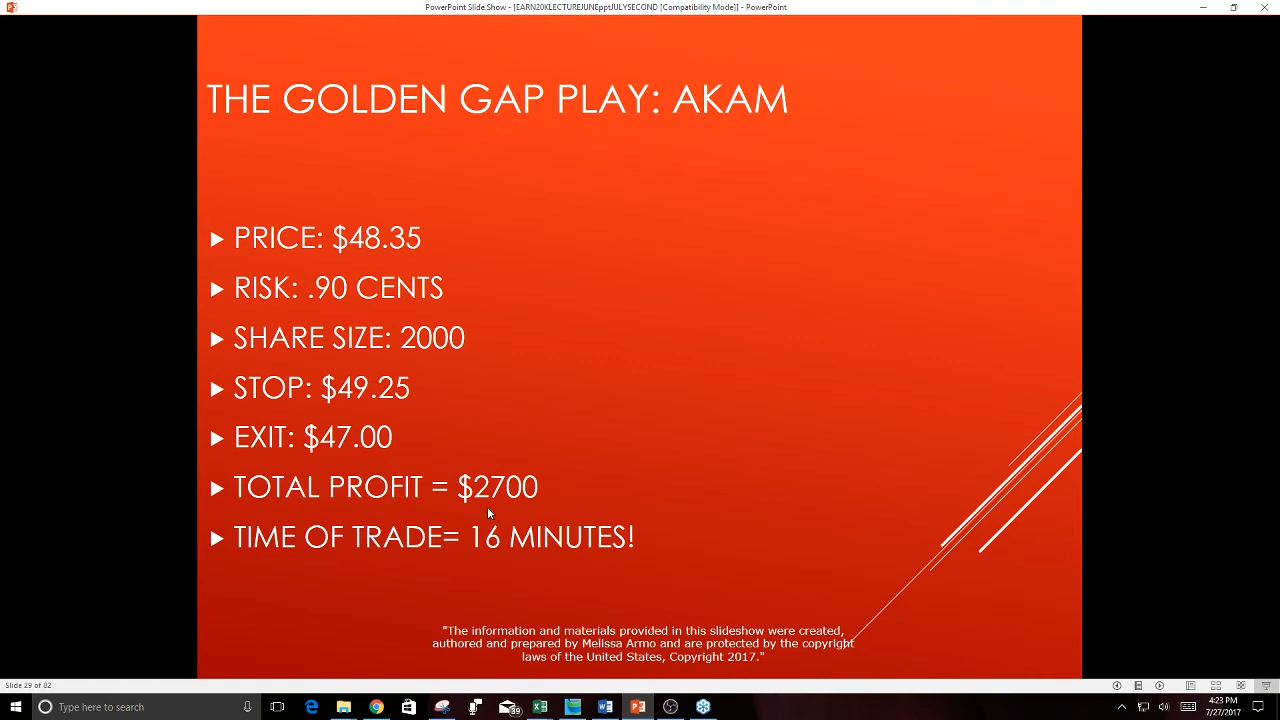 PowerPoint Slide Show - [EARN20KLECTUREJUNEpptJULYSECOND [Compatibility Mode]] - PowerPoint
THE GOLDEN GAP PLAY: AKAM
PRICE: $48.35
RISK: .90 CENTS
SHARE SIZE: 2000
STOP: $49.25
EXIT: $47.00
TOTAL PROFIT = $2700
TIME OF TRADE= 16 MINUTES!
"The information and materials provided in this slideshow were created,
authored and prepared by Melissa Armo and are protected by the copyright
laws of the United States, Copyright 2017."
Slide 29 of 82
Type here to search
38
4:23 PM
7/27/2017